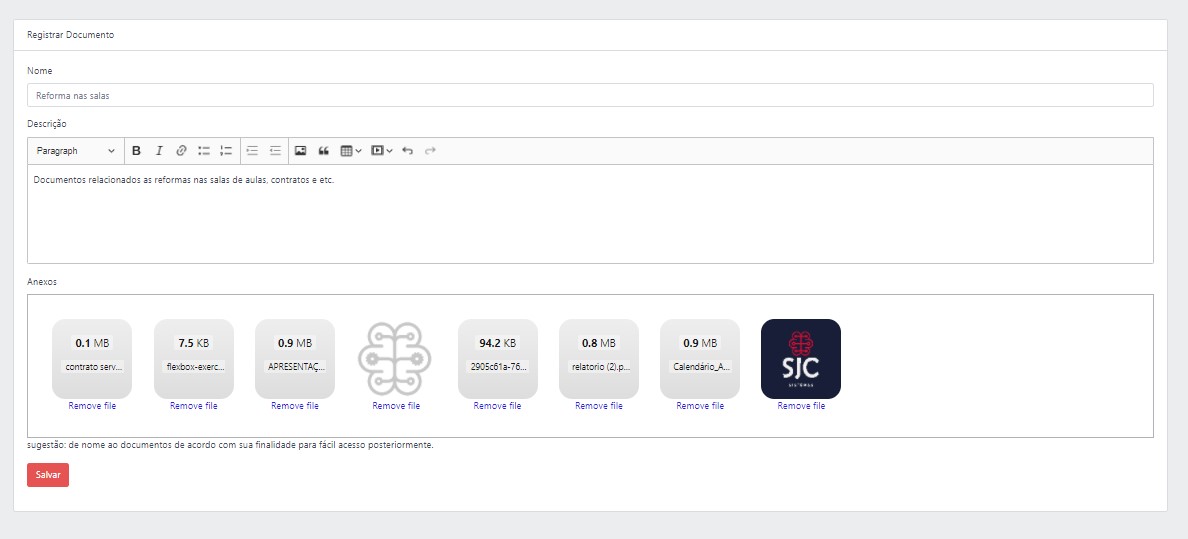 Registrar Documento
Nome
Reforma nas salas
Descrição
Paragraph
B I
Documentos relacionados as reformas nas salas de aulas, contratos e etc.
Anexos
0.1 MB 7.5 KB 0.9 MB 94.2 KB 0.8 MB 0.9 MB
contrato serv... flexbox-exerc... APRESENTAÇ... 2905c61a-76... relatorio (2).p... Calendário_A... SJC
SISTEMAS
Remove file Remove file Remove file Remove file Remove file Remove file Remove file Remove file
sugestão: de nome ao documentos de acordo com sua finalidade para fácil acesso posteriormente.
Salvar